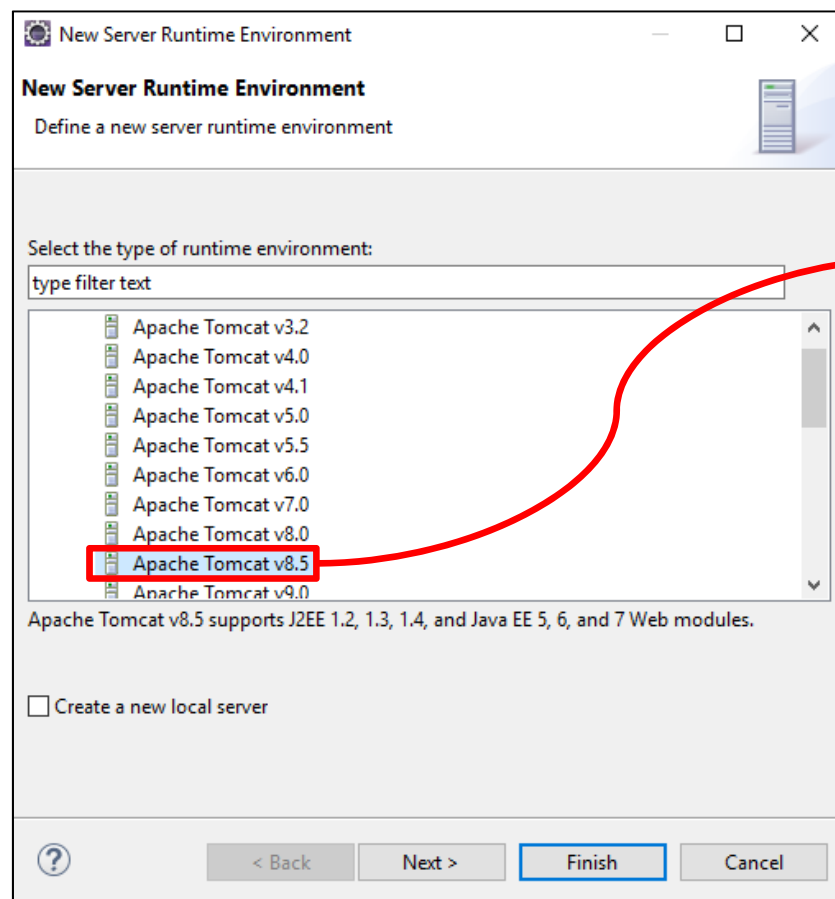 New Server Runtime Environment
New Server Runtime Environment
Define a new server runtime environment
Select the type of runtime environment:
type filter text
Apache Tomcat v3.2
Apache Tomcat v4.0
Apache Tomcat v4.1
Apache Tomcat v5.0
Apache Tomcat v5.5
Apache Tomcat v6.0
Apache Tomcat v7.0
Apache Tomcat v8.0
Apache Tomcat v8.5
Apache Tomcat v9.0
Apache Tomcat v8.5 supports J2EE 1.2, 1.3, 1.4, and Java EE 5, 6, and 7 Web modules.
Create a new local server
? < Back Next > Finish Cancel